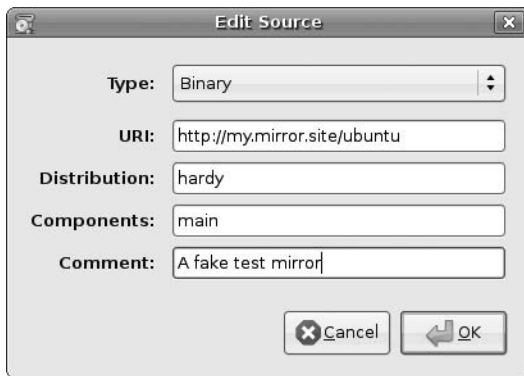 Edit Source
Type: Binary
URI: http://my.mirror.site/ubuntu
Distribution: hardy
Components: main
Comment: A fake test mirror
Cancel OK